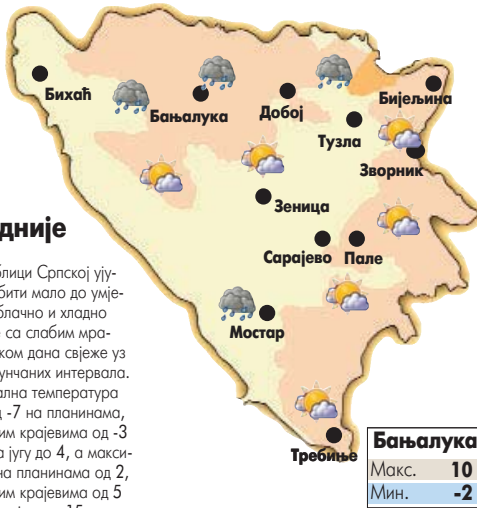 Бихаћ
Бањалука
Добој
Бијељина
Тузла
Зворник
Зеница
Сарајево
Пале
Мостар
Требиње
дније
Српској ују-
бити мало до умје-
блачно и хладно
са слабим мра-
ком дана свјеже уз
унчаних интервала.
ална температура
-7 на планинама,
им крајевима од -3
југу до 4, а макси-
на планинама од 2,
им крајевима од 5
Бањалука
Макс. 10
Мин. -2